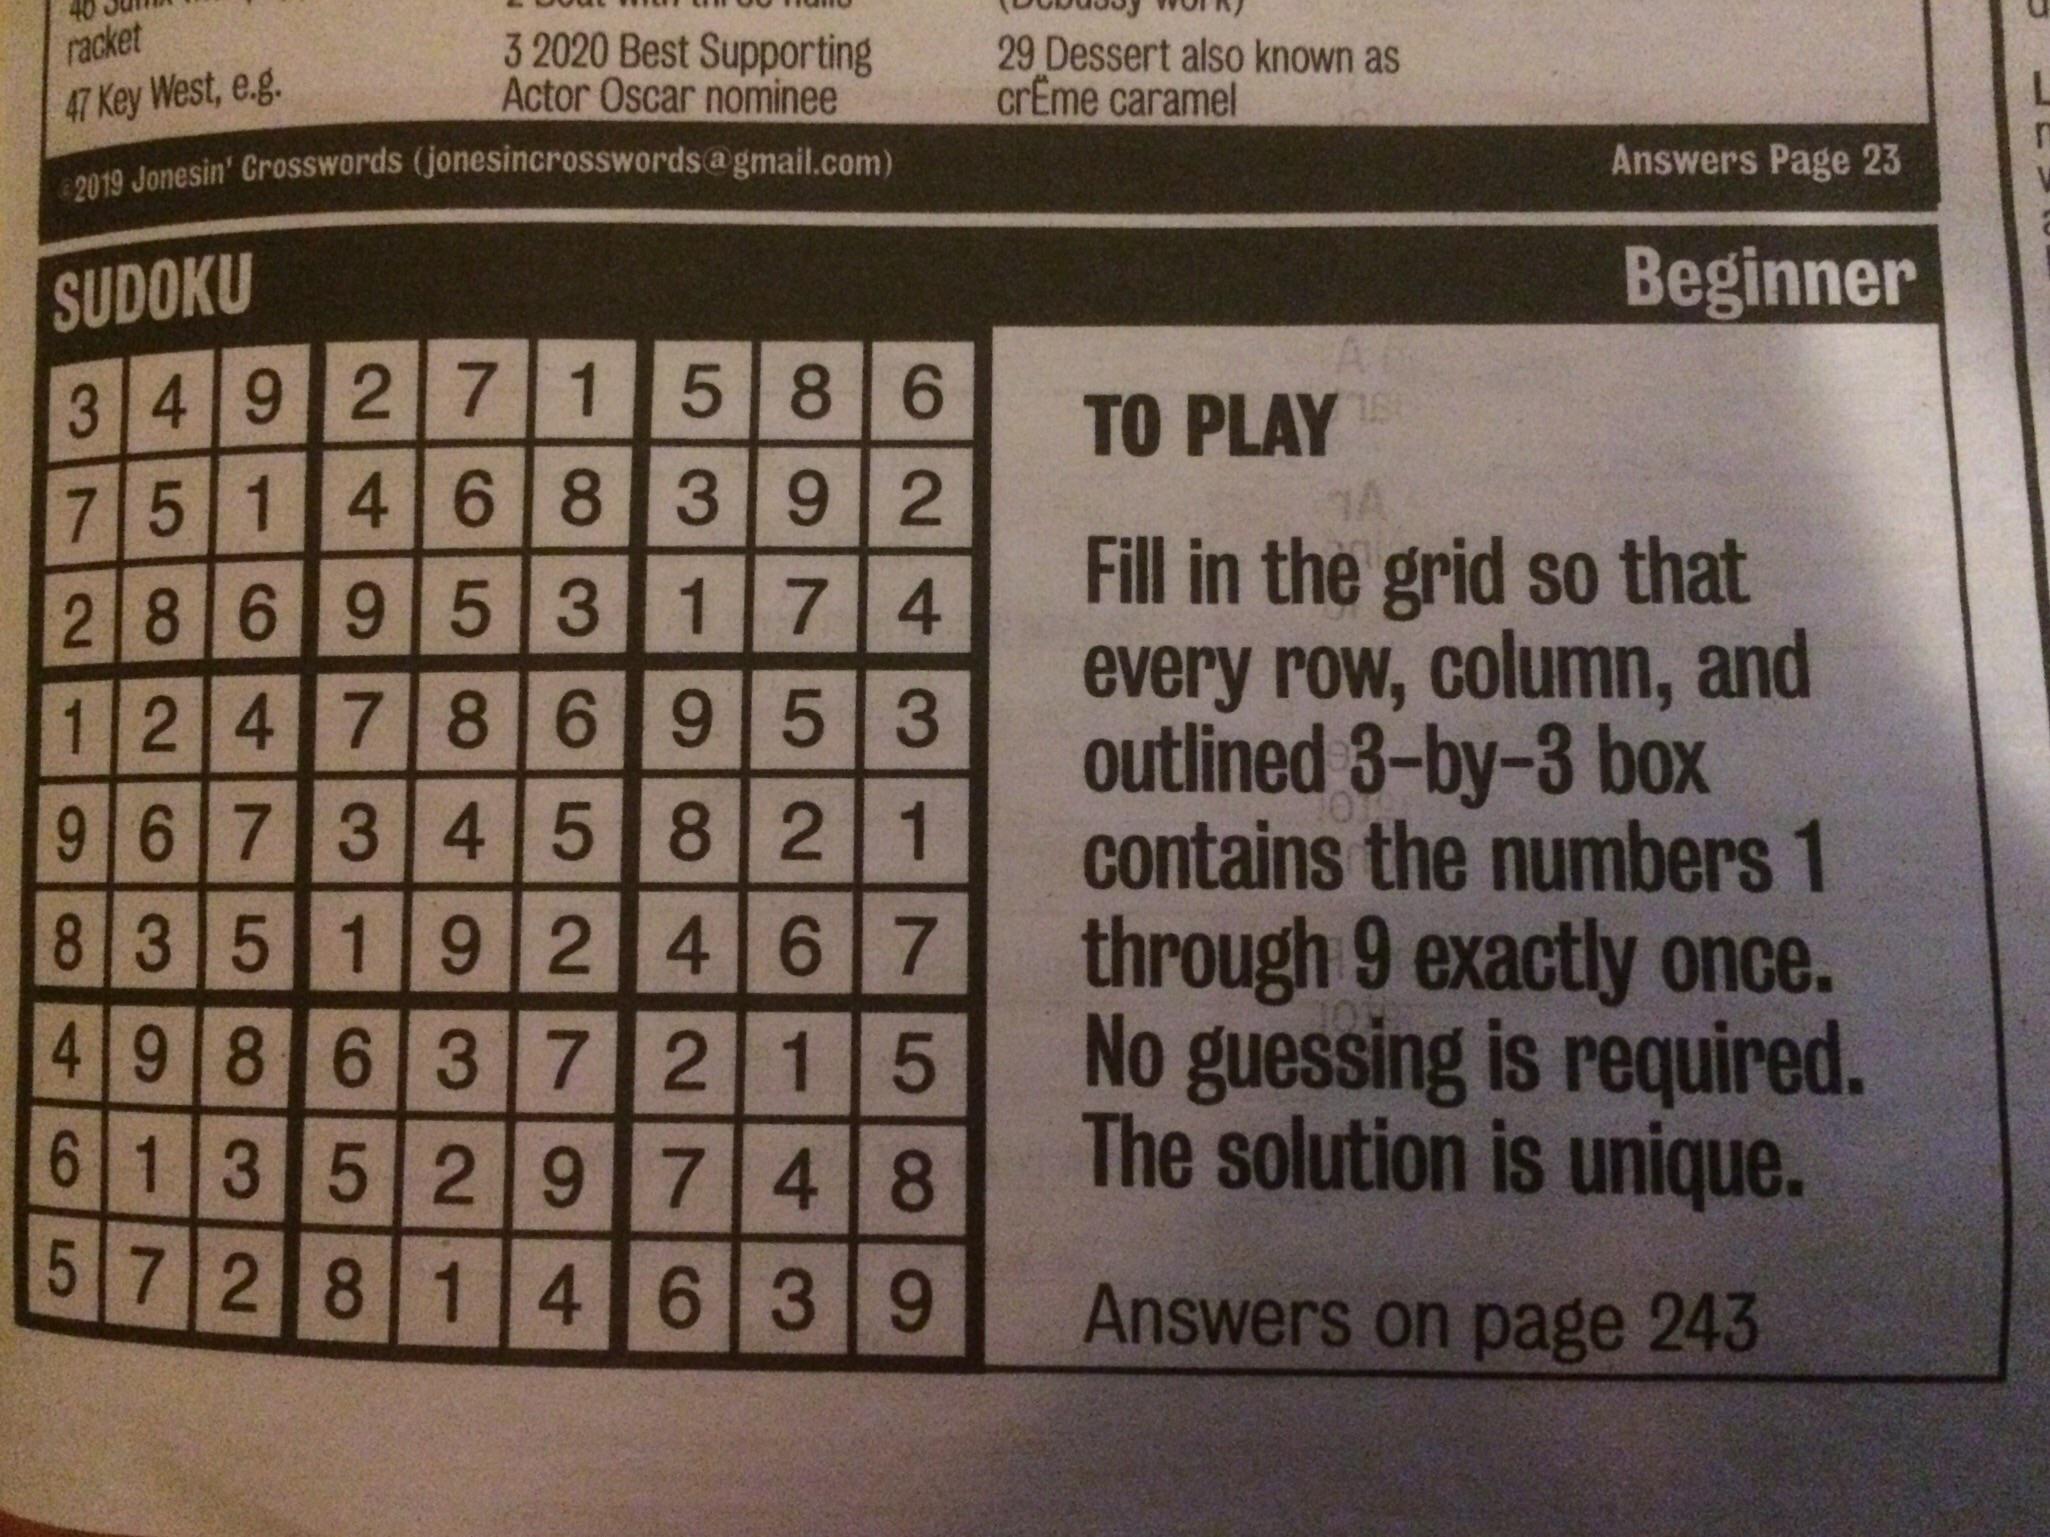 racket
47 Key West, e.g.
3 2020 Best Supporting
Actor Oscar nominee
(Debussy work)
29 Dessert also known as
crËme caramel
©2019 Jonesin' Crosswords (jonesincrosswords@gmail.com) Answers Page 23
SUDOKU Beginner
3 4 9 2 7 1 5 8 6
7 5 1 4 6 8 3 9 2
2 8 6 9 5 3 1 7 4
1 2 4 7 8 6 9 5 3
9 6 7 3 4 5 8 2 1
8 3 5 1 9 2 4 6 7
4 9 8 6 3 7 2 1 5
6 1 3 5 2 9 7 4 8
5 7 2 8 1 4 6 3 9
TO PLAY
Fill in the grid so that
every row, column, and
outlined 3-by-3 box
contains the numbers 1
through 9 exactly once.
No guessing is required.
The solution is unique.
Answers on page 243